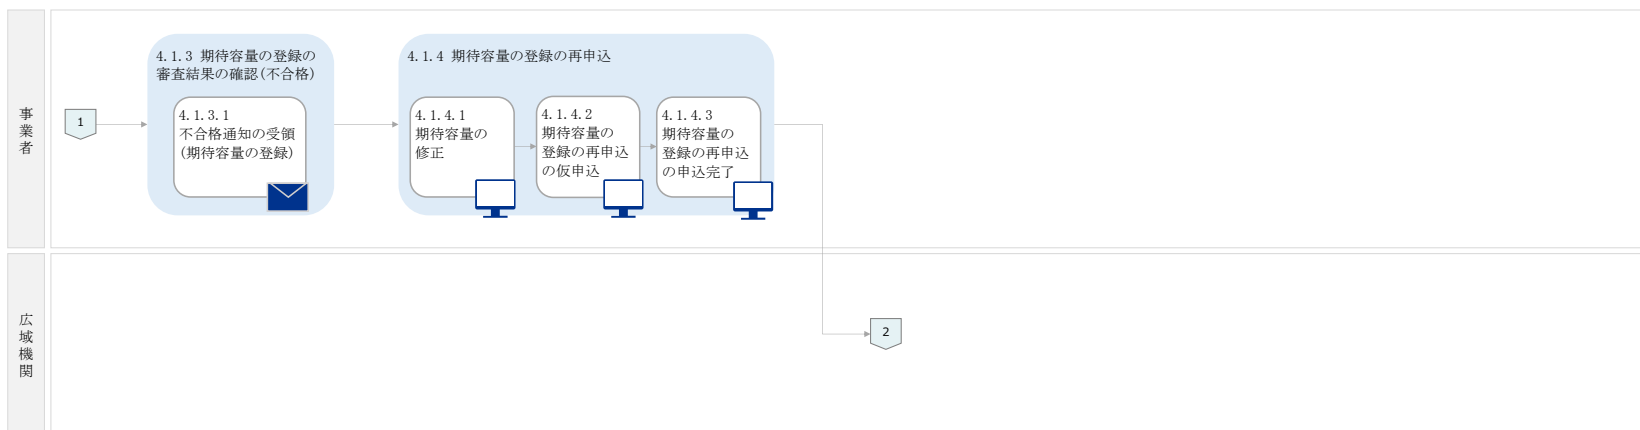 事業者
1
4.1.3 期待容量の登録の
審査結果の確認(不合格)
4.1.3.1
不合格通知の受領
(期待容量の登録)
4.1.4 期待容量の登録の再申込
4.1.4.1
期待容量の
修正
4.1.4.2
期待容量の
登録の再申込
の仮申込
4.1.4.3
期待容量の
登録の再申込
の申込完了
広域機関
2